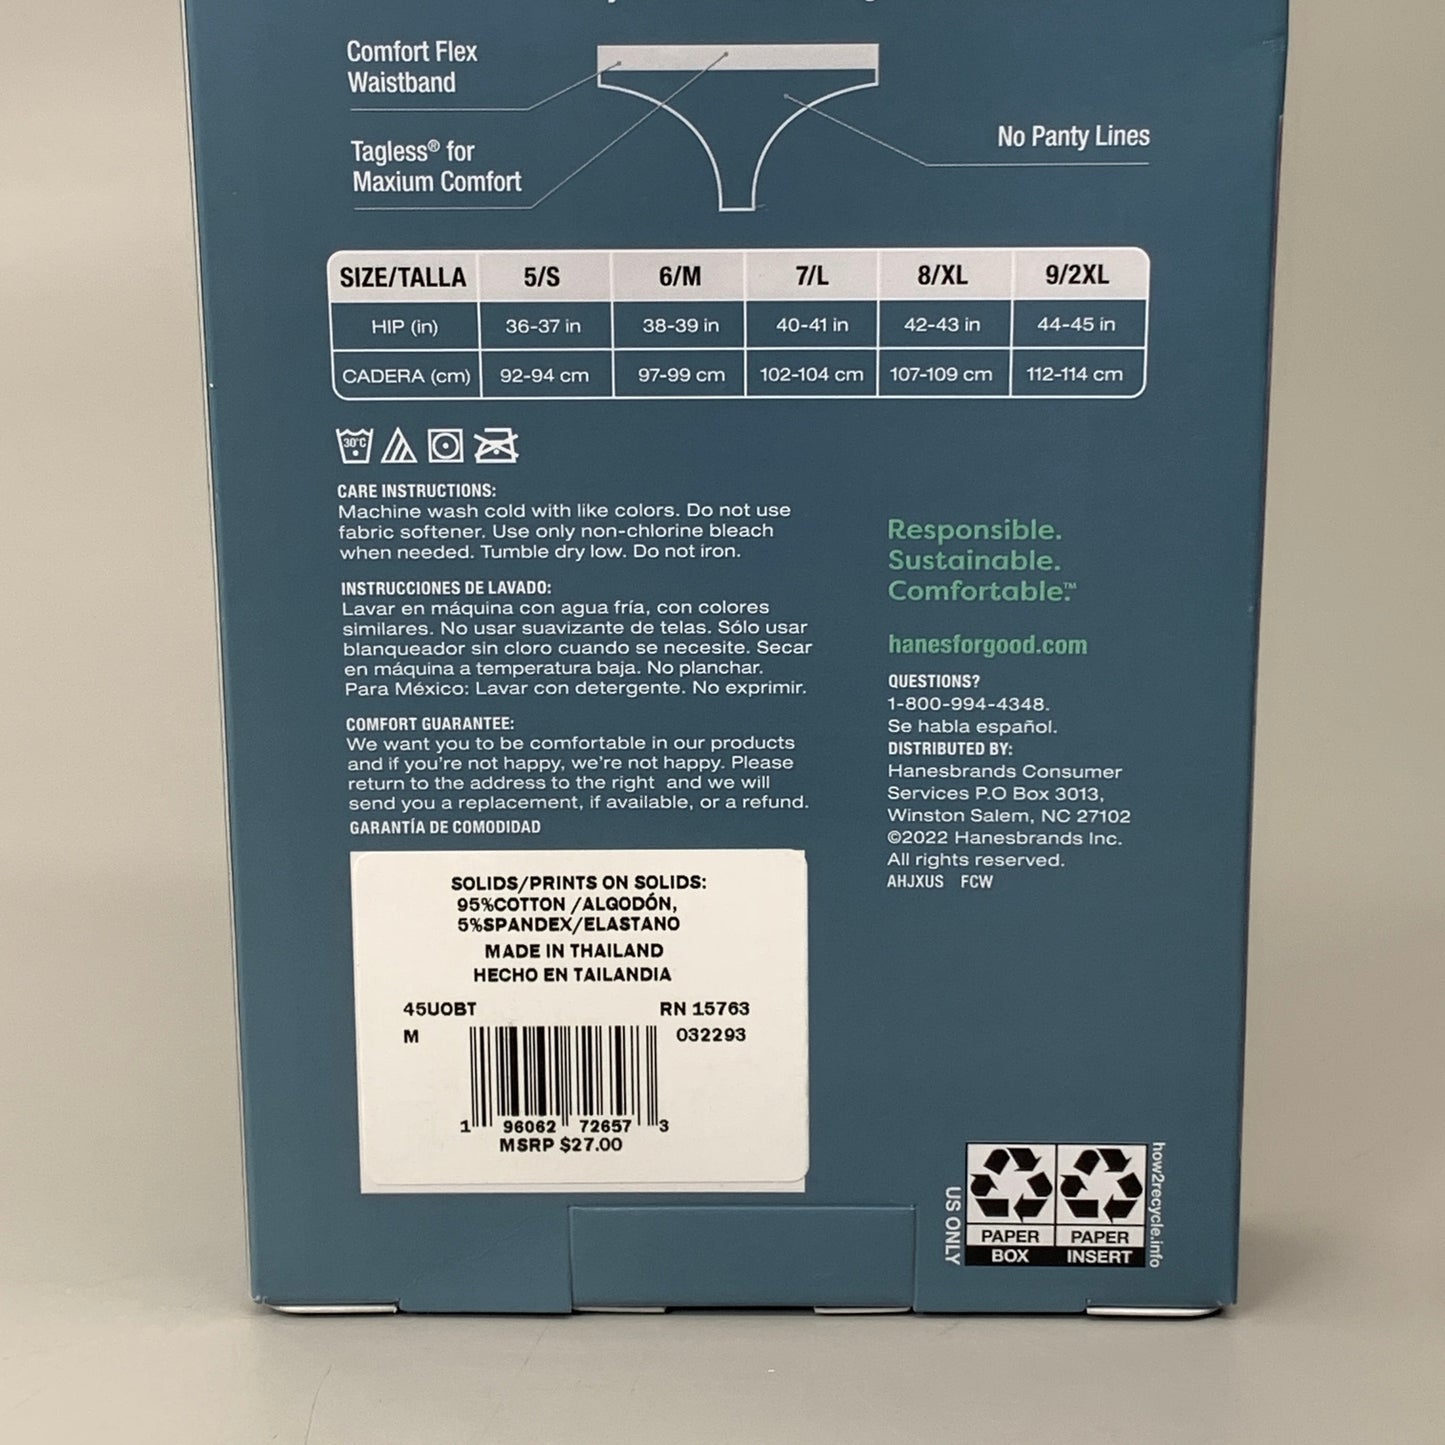 Comfort Flex
Waistband
Tagless® for
Maxium Comfort
No Panty Lines
SIZE/TALLA 5/S 6/M 7/L 8/XL 9/2XL
HIP (in) 36-37 in 38-39 in 40-41 in 42-43 in 44-45 in
CADERA (cm) 92-94 cm 97-99 cm 102-104 cm 107-109 cm 112-114 cm
30°C
CARE INSTRUCTIONS:
Machine wash cold with like colors. Do not use
fabric softener. Use only non-chlorine bleach
when needed. Tumble dry low. Do not iron.
INSTRUCCIONES DE LAVADO:
Lavar en máquina con agua fría, con colores
similares. No usar suavizante de telas. Sólo usar
blanqueador sin cloro cuando se necesite. Secar
en máquina a temperatura baja. No planchar.
Para México: Lavar con detergente. No exprimir.
COMFORT GUARANTEE:
We want you to be comfortable in our products
and if you're not happy, we're not happy. Please
return to the address to the right and we will
send you a replacement, if available, or a refund.
GARANTÍA DE COMODIDAD
Responsible.
Sustainable.
Comfortable.™
hanesforgood.com
QUESTIONS?
1-800-994-4348.
Se habla español.
DISTRIBUTED BY:
Hanesbrands Consumer
Services P.O Box 3013,
Winston Salem, NC 27102
©2022 Hanesbrands Inc.
All rights reserved.
AHJXUS FCW
SOLIDS/PRINTS ON SOLIDS:
95%COTTON /ALGODÓN,
5%SPANDEX/ELASTANO
MADE IN THAILAND
HECHO EN TAILANDIA
45UOBT RN 15763
M 032293
1 96062 72657 3
MSRP $27.00
US ONLY
PAPER PAPER
BOX INSERT
how2recycle.info